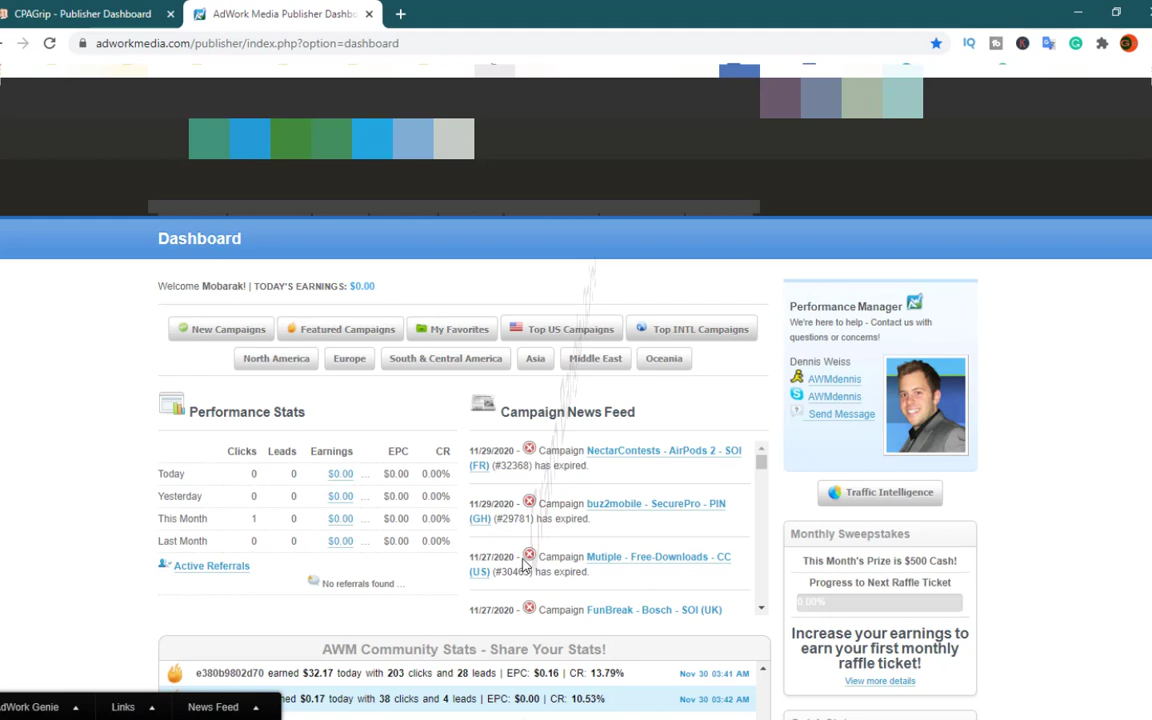 CPAGrip - Publisher Dashboard
AdWork Media Publisher Dashbo
adworkmedia.com/publisher/index.php?option=dashboard
Dashboard
Welcome Mobarak! | TODAY'S EARNINGS: $0.00
New Campaigns
Featured Campaigns
My Favorites
Top US Campaigns
Top INTL Campaigns
North America
Europe
South & Central America
Asia
Middle East
Oceania
Performance Stats
Clicks Leads Earnings EPC CR
Today 0 0 $0.00 ... $0.00 0.00%
Yesterday 0 0 $0.00 ... $0.00 0.00%
This Month 1 0 $0.00 ... $0.00 0.00%
Last Month 0 0 $0.00 ... $0.00 0.00%
Active Referrals
No referrals found ...
Campaign News Feed
11/29/2020 - Campaign NectarContests - AirPods 2 - SOI
(FR) (#32368) has expired.
11/29/2020 - Campaign buz2mobile - SecurePro - PIN
(GH) (#29781) has expired.
11/27/2020 - Campaign Mutiple - Free-Downloads - CC
(US) has expired.
11/27/2020 - Campaign FunBreak - Bosch - SOI (UK)
Performance Manager
We're here to help - Contact us with
questions or concerns!
Dennis Weiss
AWMdennis
AWMdennis
Send Message
Traffic Intelligence
Monthly Sweepstakes
This Month's Prize is $500 Cash!
Progress to Next Raffle Ticket
0.00%
Increase your earnings to
earn your first monthly
raffle ticket!
View more details
AWM Community Stats - Share Your Stats!
e380b9802d70 earned $32.17 today with 203 clicks and 28 leads | EPC: $0.16 | CR: 13.79% Nov 30 03:41 AM
ned $0.17 today with 38 clicks and 4 leads | EPC: $0.00 | CR: 10.53% Nov 30 03:42 AM
dWork Genie
Links
News Feed